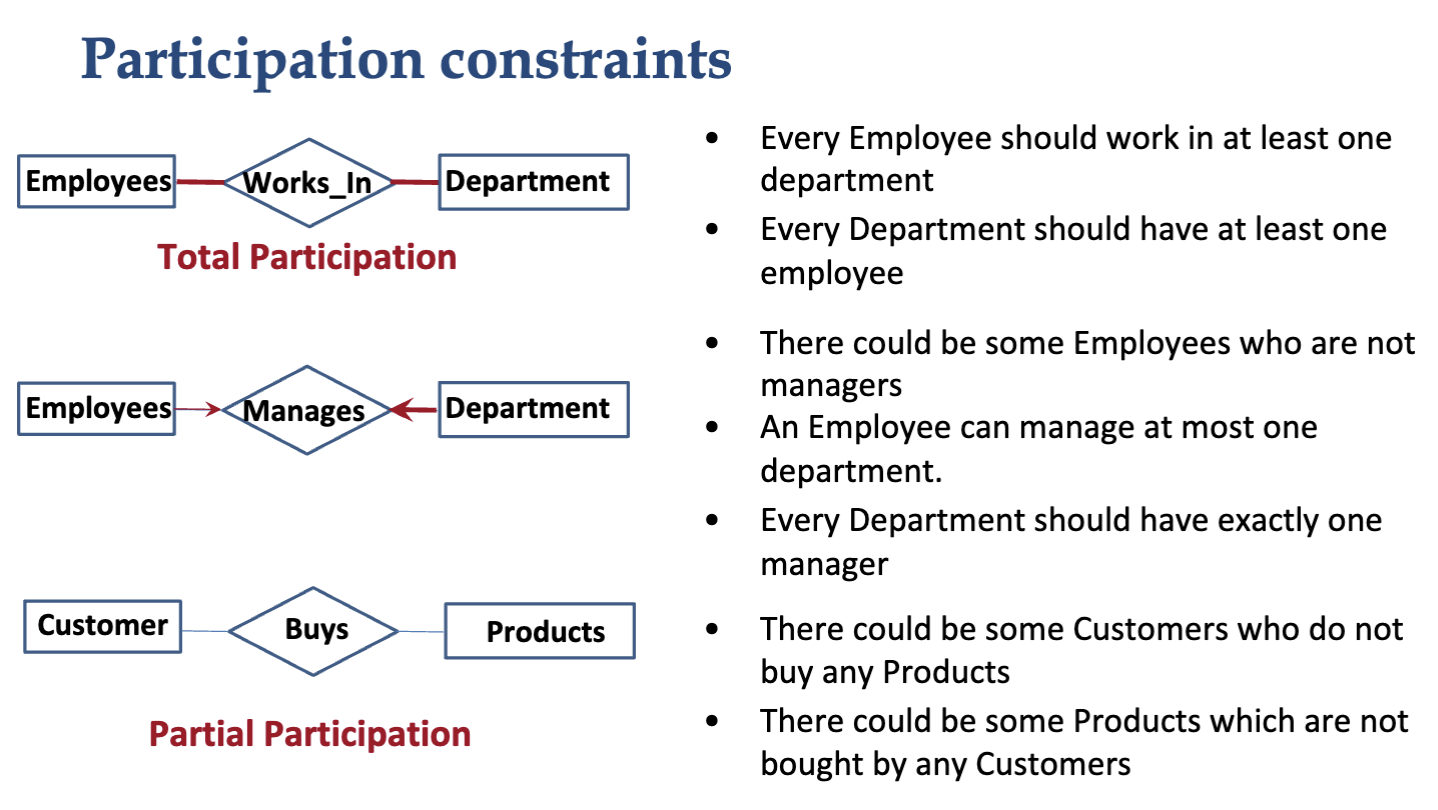 Participation constraints
Employees
Works_In
Department
Total Participation
• Every Employee should work in at least one
department
• Every Department should have at least one
employee
Employees
Manages
Department
• There could be some Employees who are not
managers
• An Employee can manage at most one
department.
• Every Department should have exactly one
manager
Customer
Buys
Products
Partial Participation
• There could be some Customers who do not
buy any Products
• There could be some Products which are not
bought by any Customers